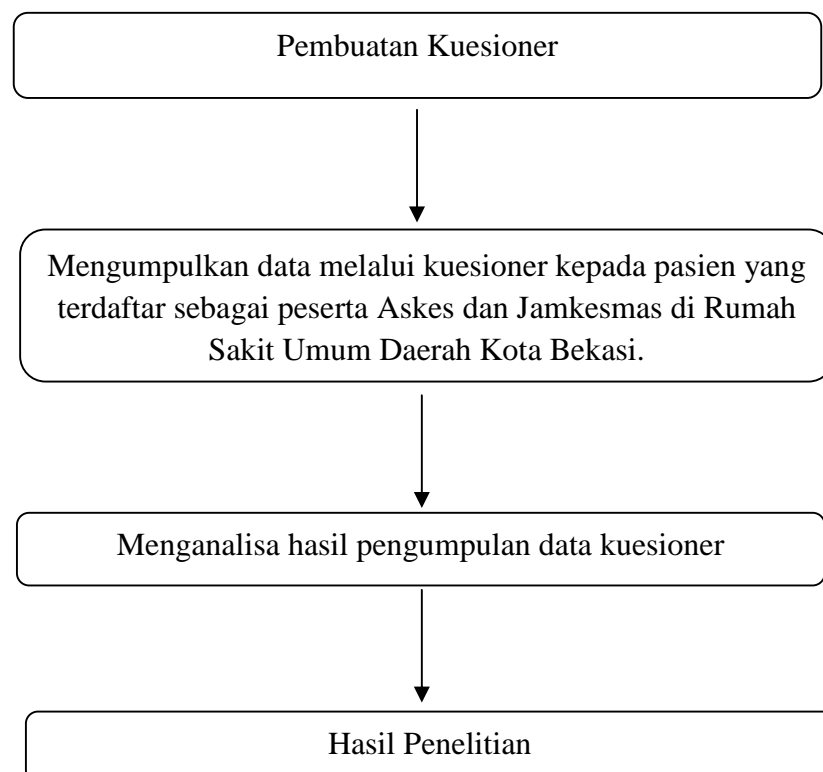 Pembuatan Kuesioner
Mengumpulkan data melalui kuesioner kepada pasien yang
terdaftar sebagai peserta Askes dan Jamkesmas di Rumah
Sakit Umum Daerah Kota Bekasi.
Menganalisa hasil pengumpulan data kuesioner
Hasil Penelitian